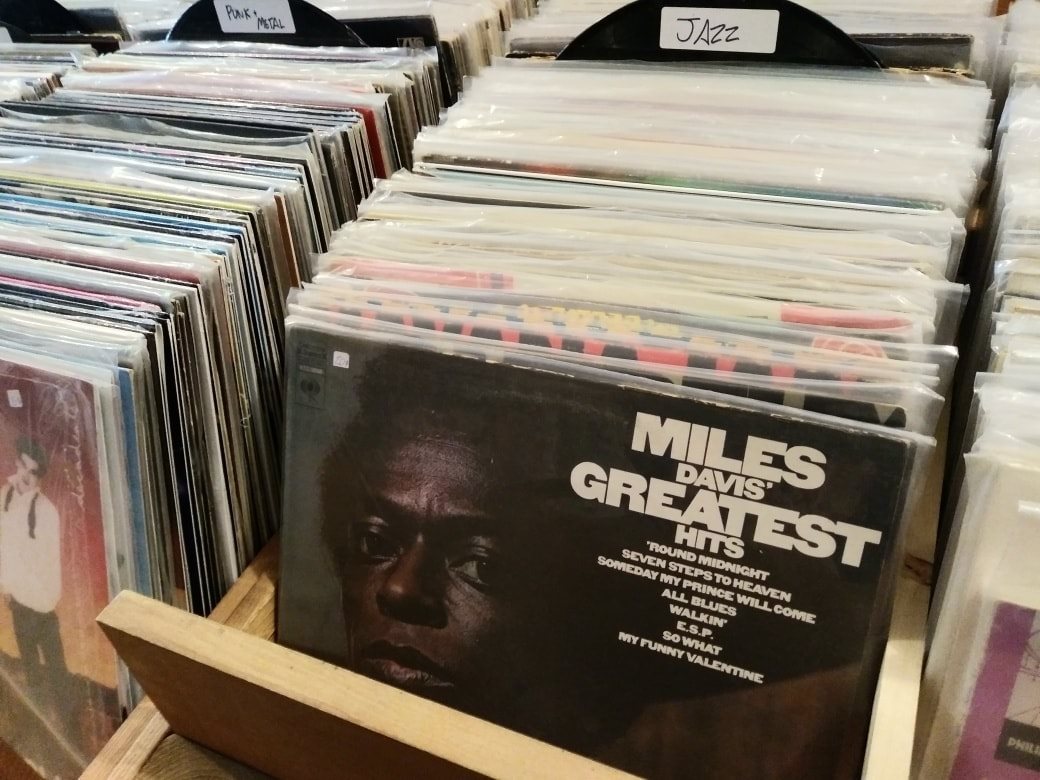 PUNK +
METAL
JAZZ
MILES
DAVIS'
GREATEST
HITS
'ROUND MIDNIGHT
SEVEN STEPS TO HEAVEN
SOMEDAY MY PRINCE WILL COME
ALL BLUES
WALKIN'
E.S.P.
SO WHAT
MY FUNNY VALENTINE
decadence